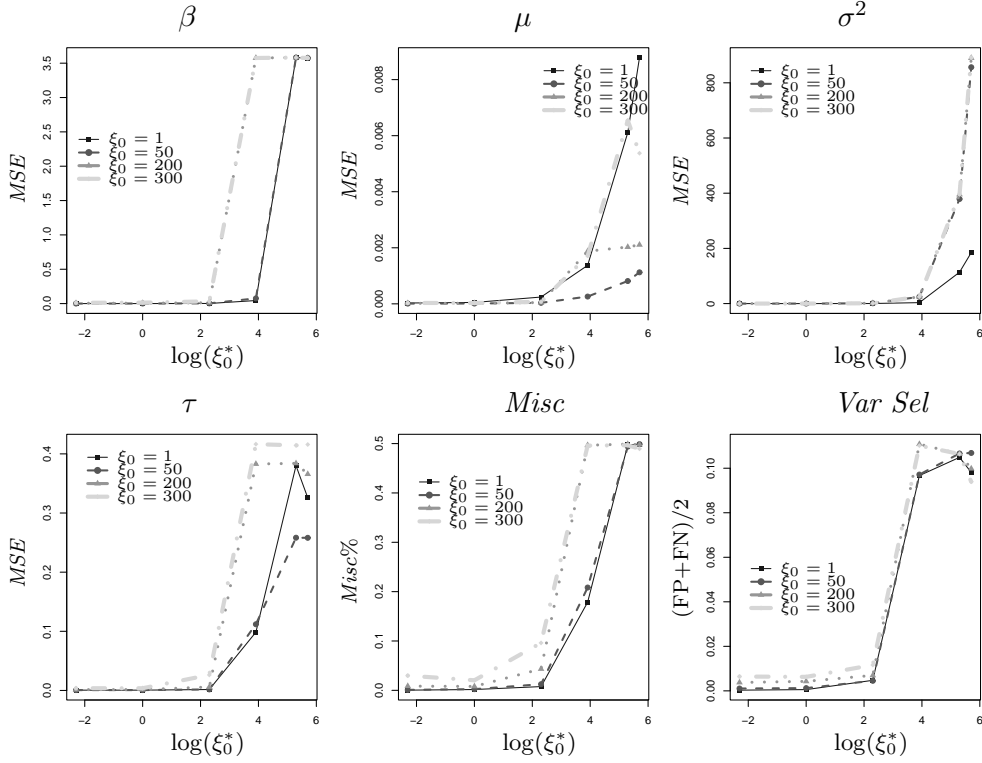 β
μ
σ²
MSE
0.0 0.5 1.0 1.5 2.0 2.5 3.0 3.5
ξ₀ = 1
ξ₀ = 50
ξ₀ = 200
ξ₀ = 300
−2 0 2 4 6
log(ξ₀*)
MSE
0.000 0.002 0.004 0.006 0.008
ξ₀ = 1
ξ₀ = 50
ξ₀ = 200
ξ₀ = 300
−2 0 2 4 6
log(ξ₀*)
MSE
0 200 400 600 800
ξ₀ = 1
ξ₀ = 50
ξ₀ = 200
ξ₀ = 300
−2 0 2 4 6
log(ξ₀*)
τ
Misc
Var Sel
MSE
0.0 0.1 0.2 0.3 0.4
ξ₀ = 1
ξ₀ = 50
ξ₀ = 200
ξ₀ = 300
−2 0 2 4 6
log(ξ₀*)
Misc%
0.0 0.1 0.2 0.3 0.4 0.5
ξ₀ = 1
ξ₀ = 50
ξ₀ = 200
ξ₀ = 300
−2 0 2 4 6
log(ξ₀*)
(FP+FN)/2
0.00 0.02 0.04 0.06 0.08 0.10
ξ₀ = 1
ξ₀ = 50
ξ₀ = 200
ξ₀ = 300
−2 0 2 4 6
log(ξ₀*)